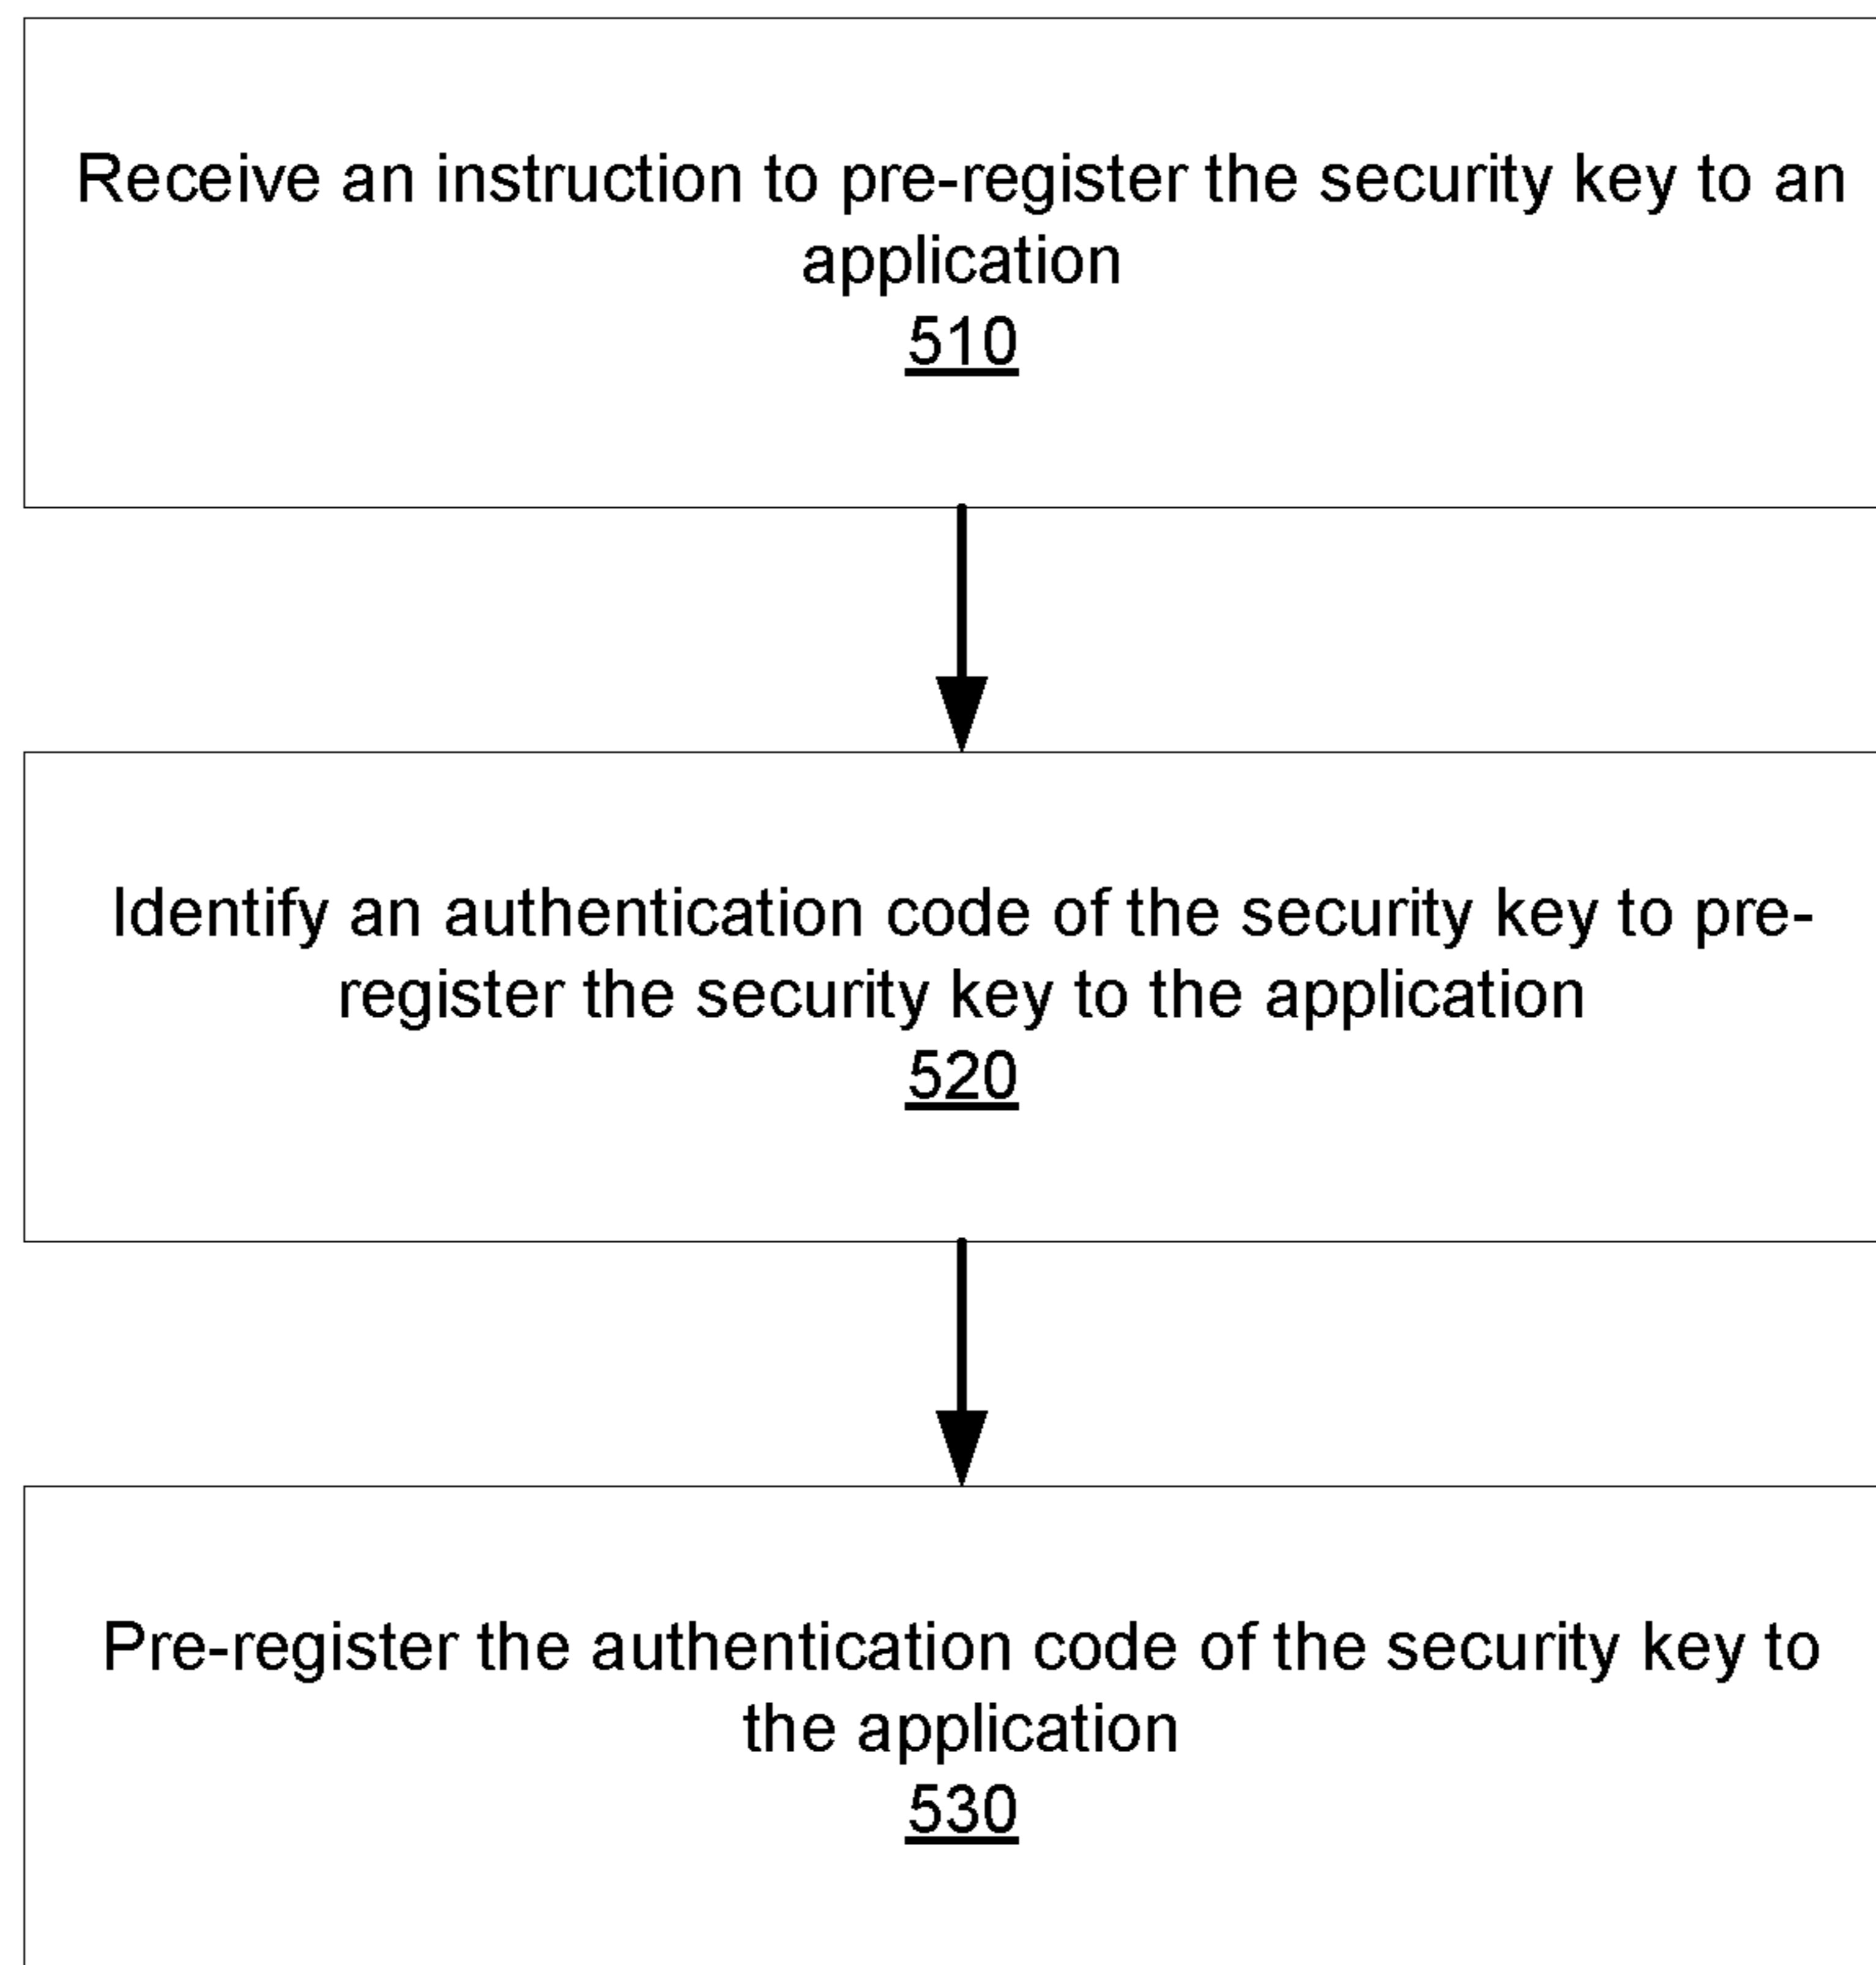 Receive an instruction to pre-register the security key to an
application
510
Identify an authentication code of the security key to pre-
register the security key to the application
520
Pre-register the authentication code of the security key to
the application
530